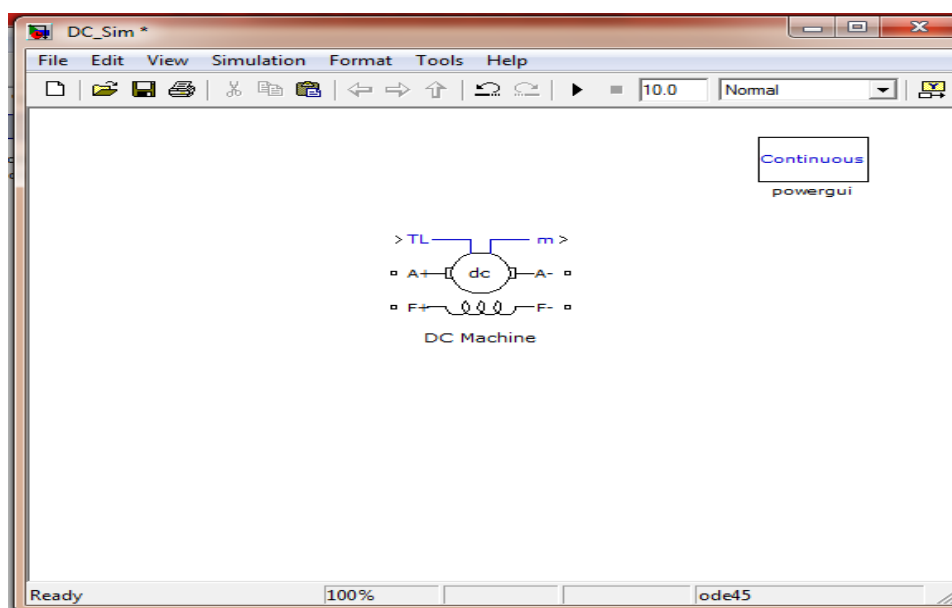 DC_Sim *
File Edit View Simulation Format Tools Help
10.0 Normal
Continuous
powergui
> TL m >
A+ dc A-
F+ F-
DC Machine
Ready 100% ode45